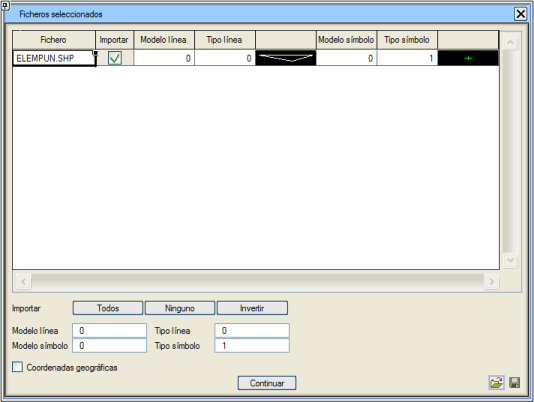 Ficheros seleccionados
Fichero Importar Modelo línea Tipo línea Modelo símbolo Tipo símbolo
ELEMPUN.SHP 0 0 0 1
Importar Todos Ninguno Invertir
Modelo línea 0 Tipo línea 0
Modelo símbolo 0 Tipo símbolo 1
Coordenadas geográficas
Continuar